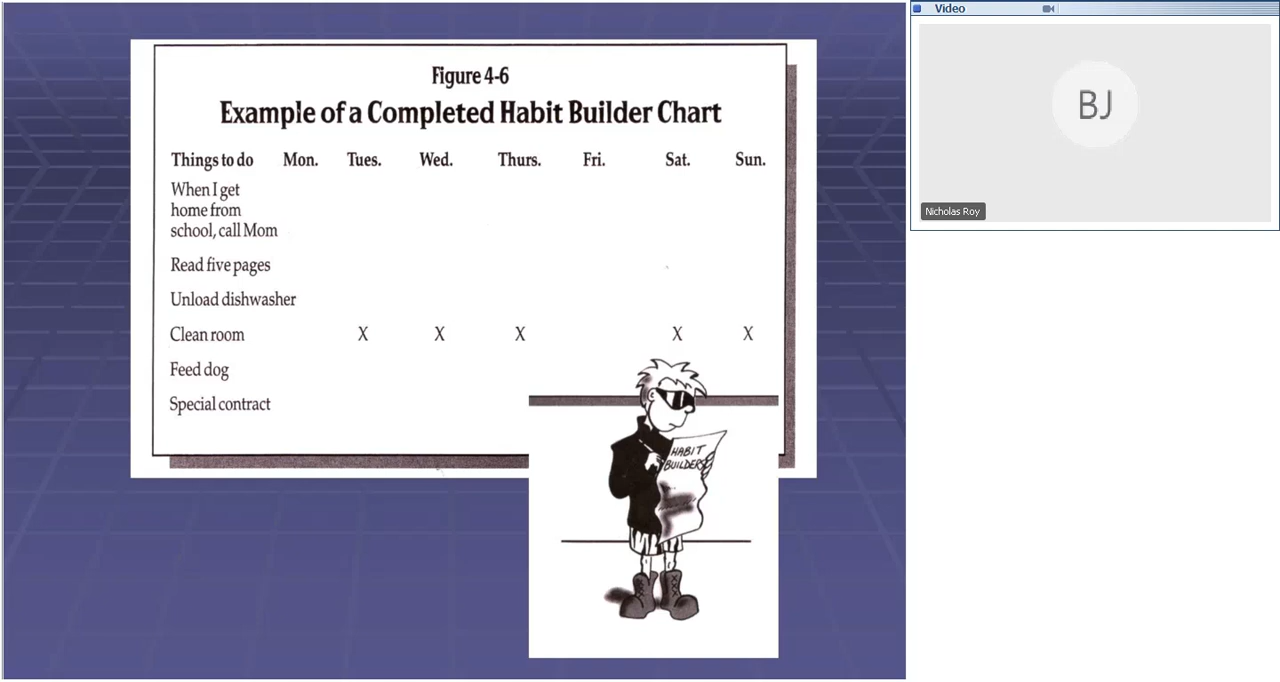 Figure 4-6
Example of a Completed Habit Builder Chart
Things to do Mon. Tues. Wed. Thurs. Fri. Sat. Sun.
When I get
home from
school, call Mom
Read five pages
Unload dishwasher
Clean room X X X X X
Feed dog
Special contract
HABIT
BUILDERS
Video
BJ
Nicholas Roy